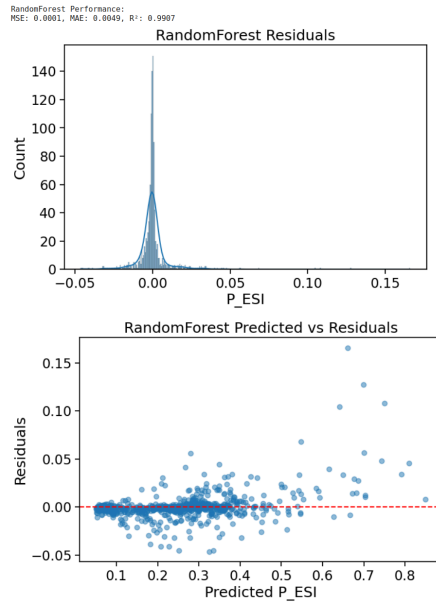 RandomForest Performance:
MSE: 0.0001, MAE: 0.0049, R²: 0.9907
RandomForest Residuals
140
120
100
80
60
40
20
0
Count
−0.05 0.00 0.05 0.10 0.15
P_ESI
RandomForest Predicted vs Residuals
0.15
0.10
0.05
0.00
−0.05
Residuals
0.1 0.2 0.3 0.4 0.5 0.6 0.7 0.8
Predicted P_ESI